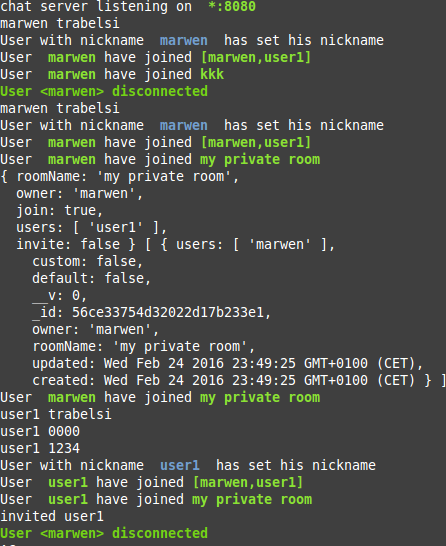 chat server listening on  *:8080
marwen trabelsi
User with nickname  marwen  has set his nickname
User  marwen have joined [marwen,user1]
User  marwen have joined kkk
User <marwen> disconnected
marwen trabelsi
User with nickname  marwen  has set his nickname
User  marwen have joined [marwen,user1]
User  marwen have joined my private room
{ roomName: 'my private room',
  owner: 'marwen',
  join: true,
  users: [ 'user1' ],
  invite: false } [ { users: [ 'marwen' ],
    custom: false,
    default: false,
    __v: 0,
    _id: 56ce33754d32022d17b233e1,
    owner: 'marwen',
    roomName: 'my private room',
    updated: Wed Feb 24 2016 23:49:25 GMT+0100 (CET),
    created: Wed Feb 24 2016 23:49:25 GMT+0100 (CET) } ]
User  marwen have joined my private room
user1 trabelsi
user1 0000
user1 1234
User with nickname  user1  has set his nickname
User  user1 have joined [marwen,user1]
User  user1 have joined my private room
invited user1
User <marwen> disconnected